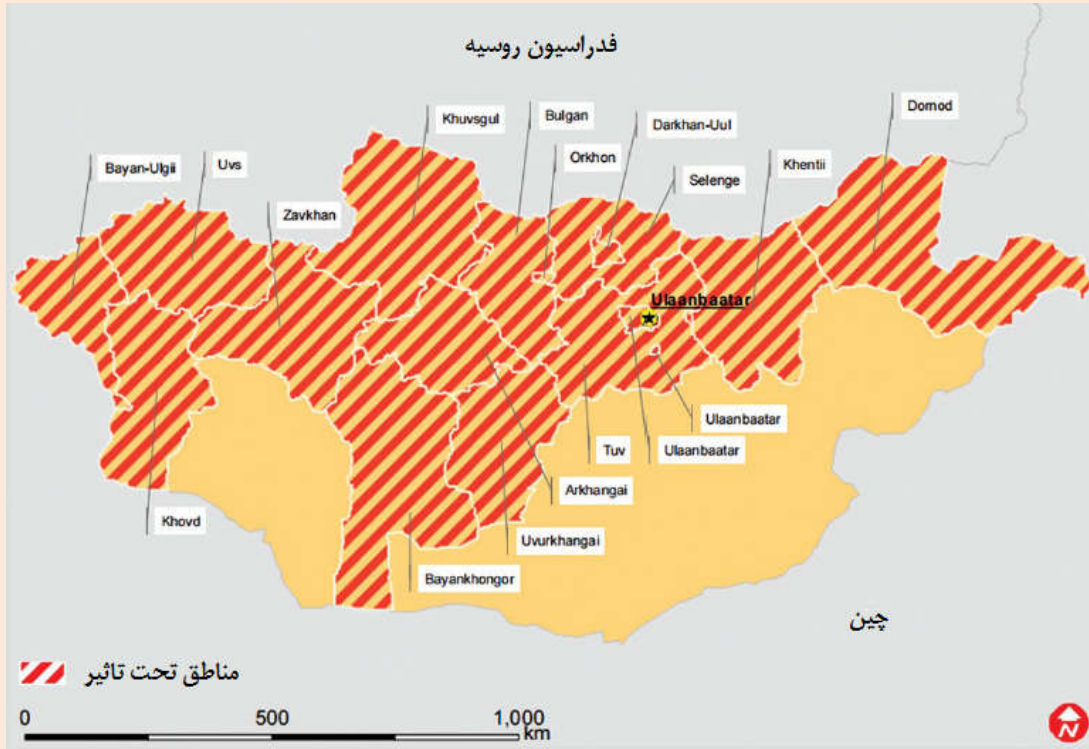 فدراسیون روسیه
Domod
Bulgan
Khuvsgul
Darkhan-Uul
Orkhon
Bayan-Ulgii
Uvs
Khentii
Selenge
Zavkhan
Ulaanbaatar
Ulaanbaatar
Tuv
Ulaanbaatar
Arkhangai
Khovd
Uvurkhangai
Bayankhongor
چین
مناطق تحت تاثیر
0 500 1,000
km
N